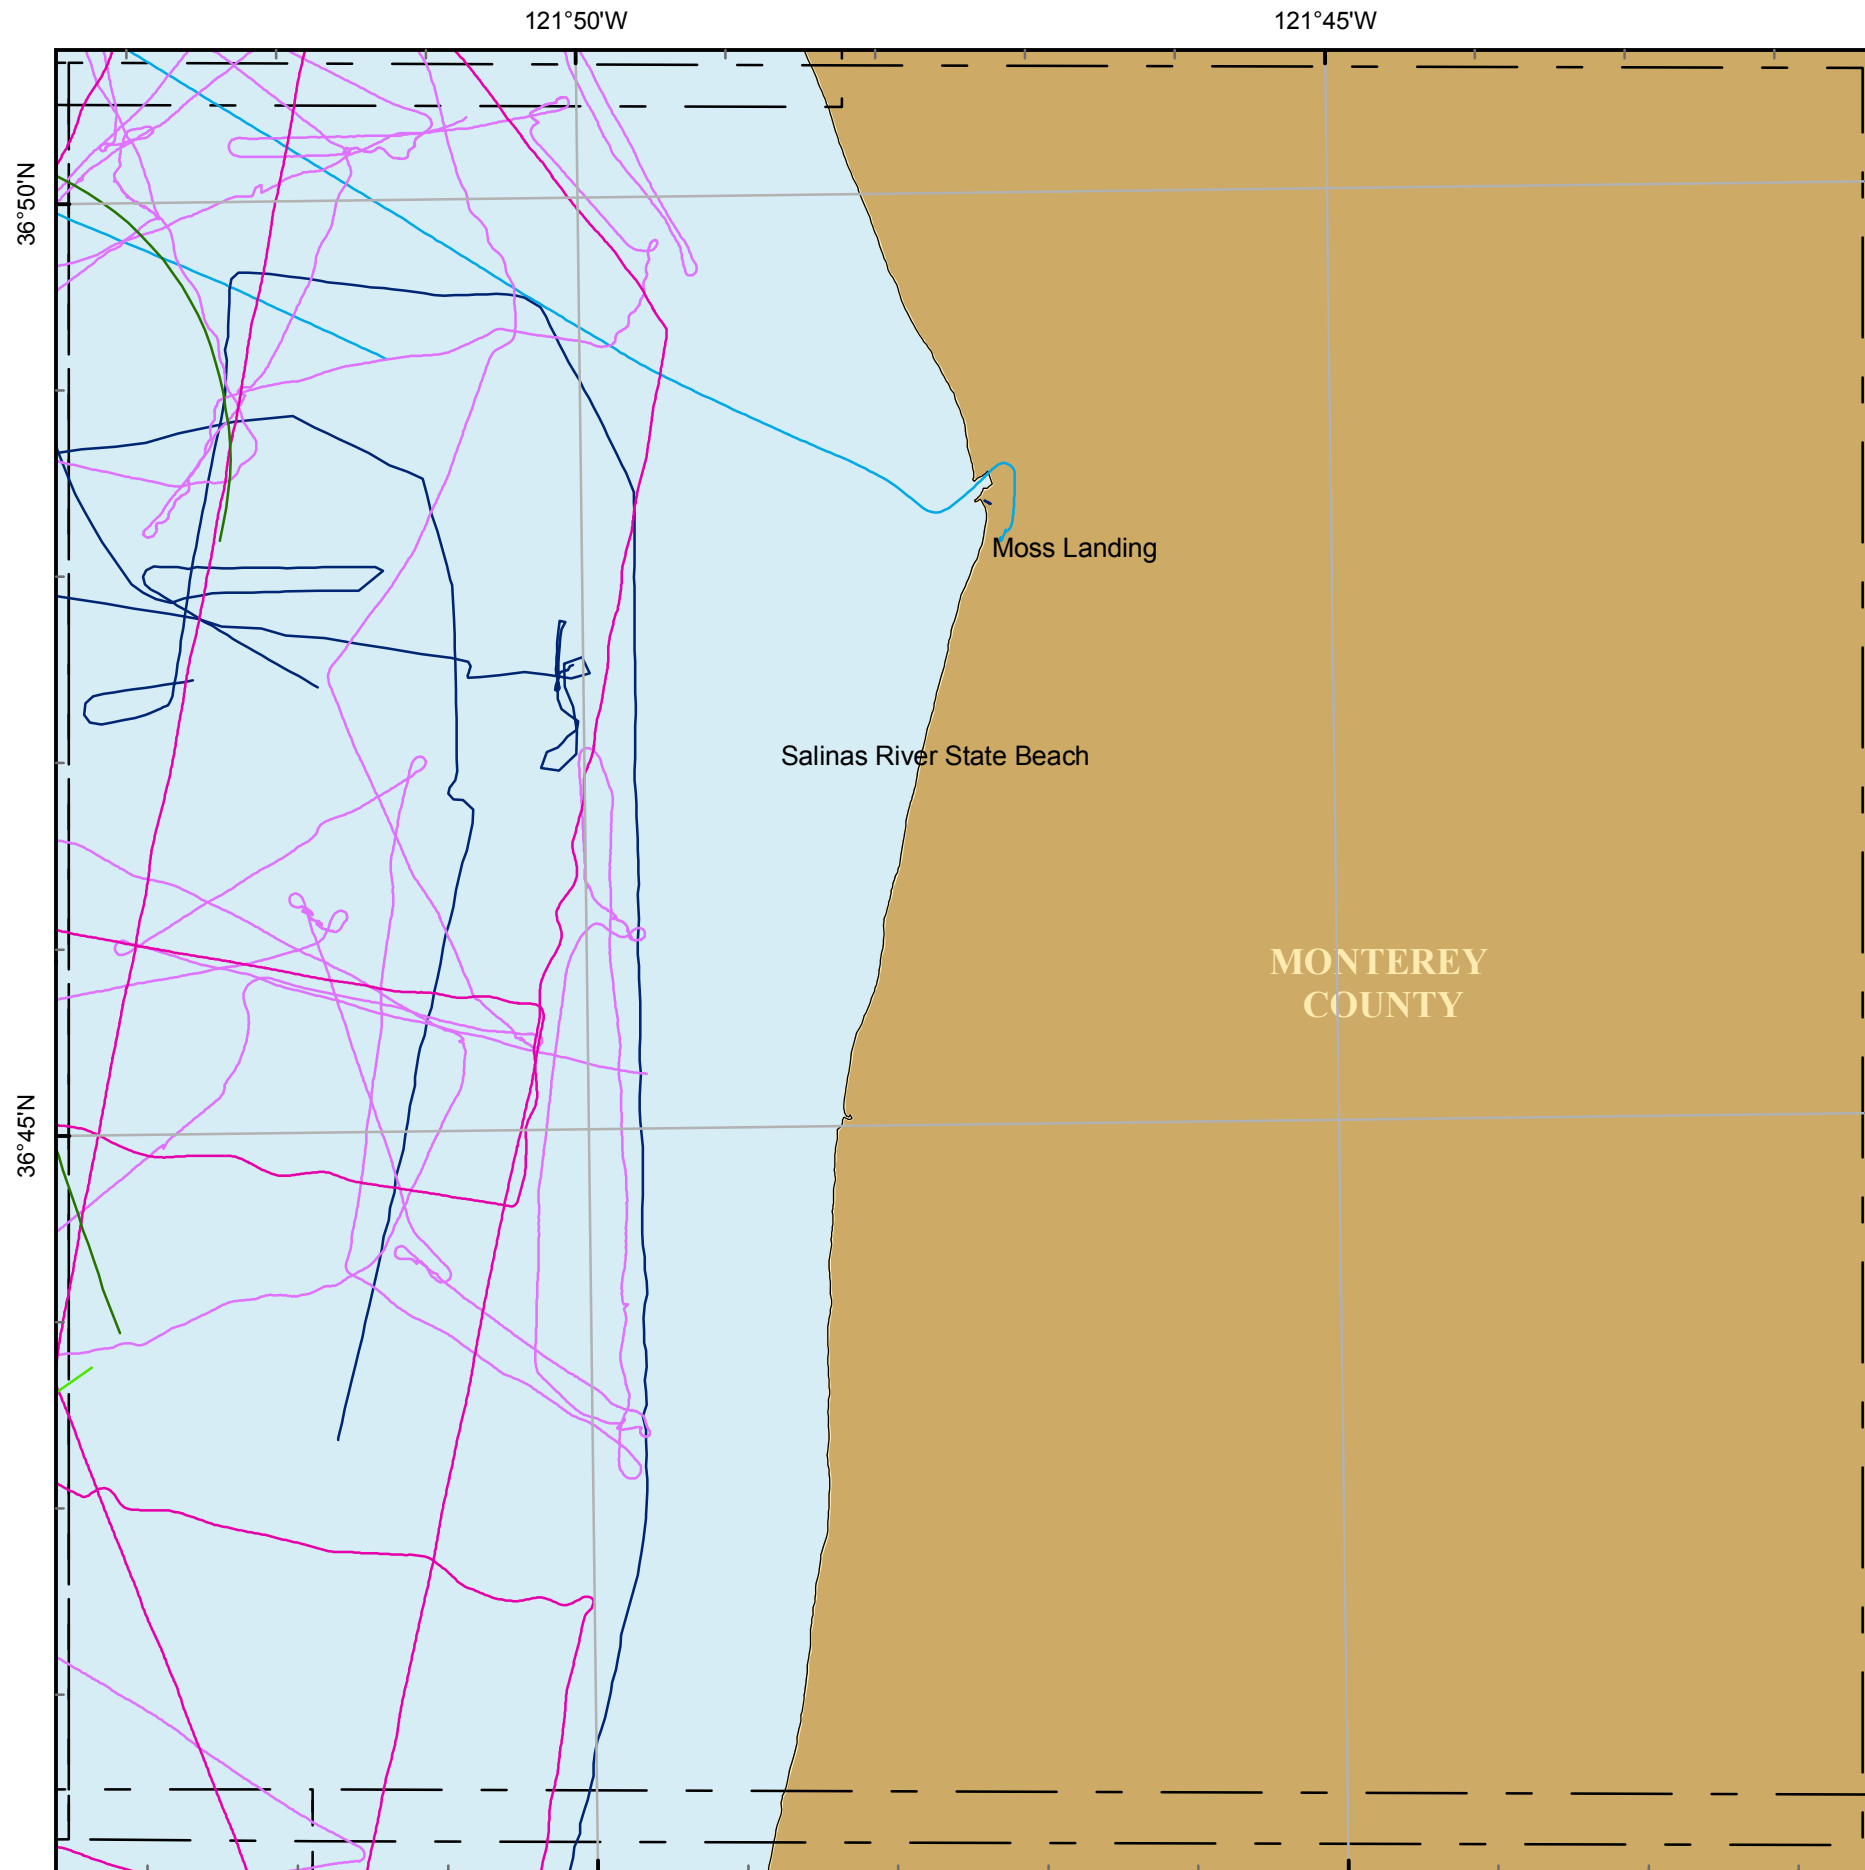 121°50'W
121°45'W
36°50'N
Moss Landing
Salinas River State Beach
MONTEREY
COUNTY
36°45'N